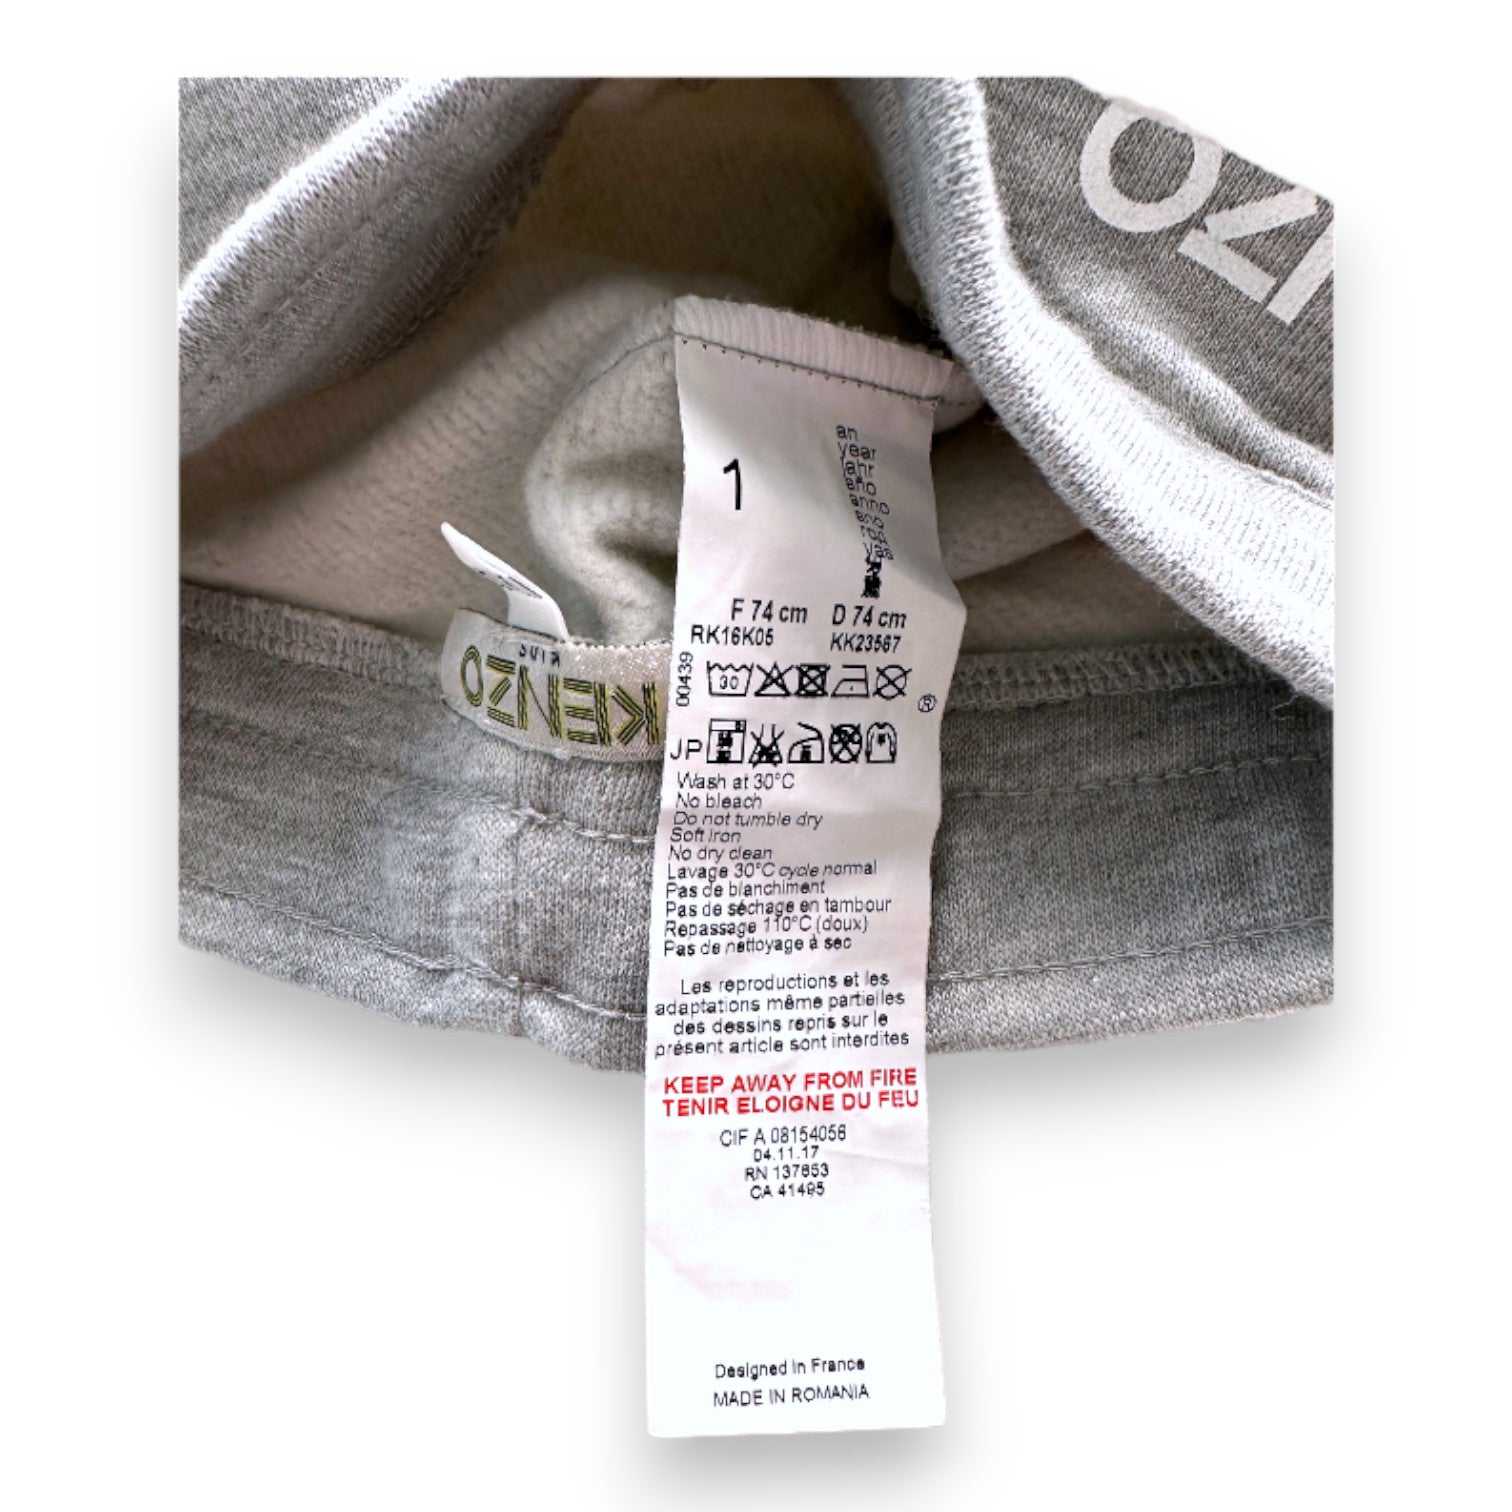 NZO
1
an
year
Jahr
año
anno
ano
F 74 cm D 74 cm
RK16K05 KK23567
00439
30
®
JP
Wash at 30°C
No bleach
Do not tumble dry
Soft iron
No dry clean
Lavage 30°C cycle normal
Pas de blanchiment
Pas de séchage en tambour
Repassage 110°C (doux)
Pas de nettoyage à sec
Les reproductions et les
adaptations même partielles
des dessins repris sur le
présent article sont interdites
KEEP AWAY FROM FIRE
TENIR ELOIGNE DU FEU
CIF A 08154056
04.11.17
RN 137853
CA 41495
Designed in France
MADE IN ROMANIA
KENZO
KIDS